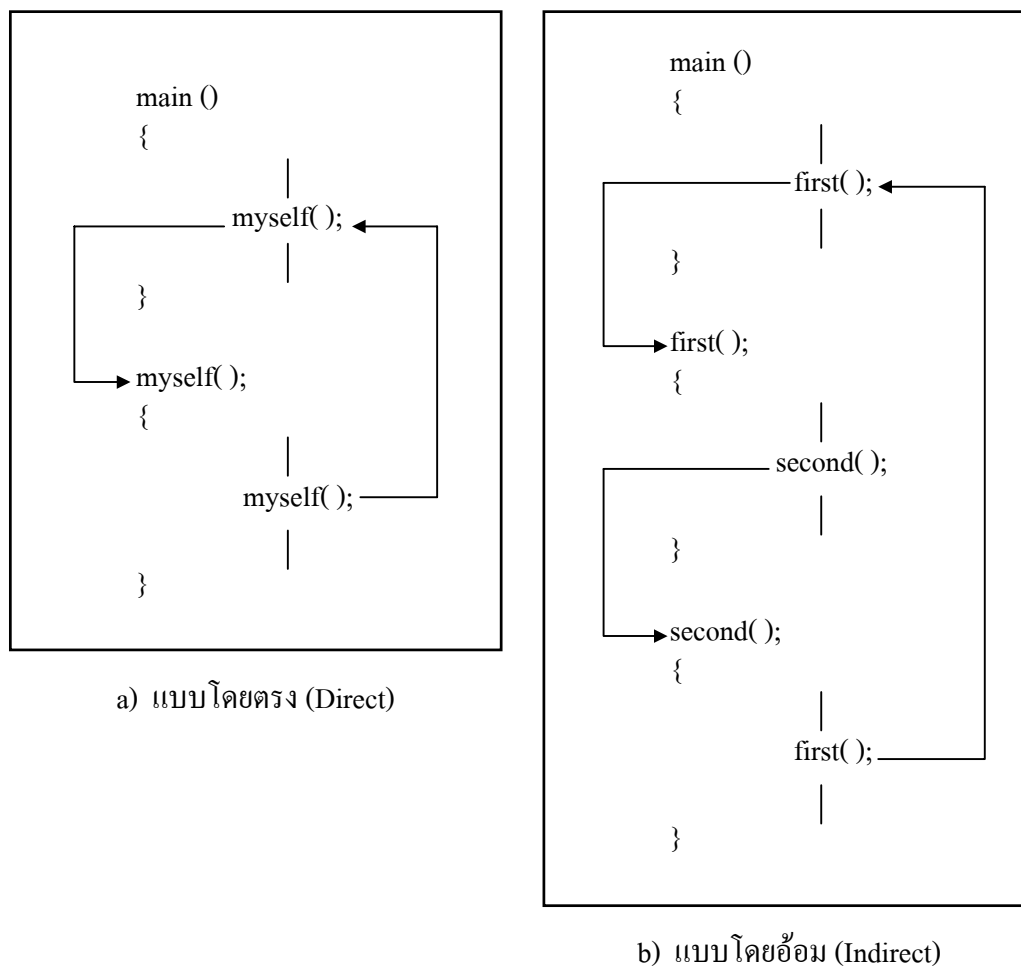 main ()
{
myself( );
}
myself( );
{
myself( );
}
a) แบบโดยตรง (Direct)
main ()
{
first( );
}
first( );
{
second( );
}
second( );
{
first( );
}
b) แบบโดยอ้อม (Indirect)